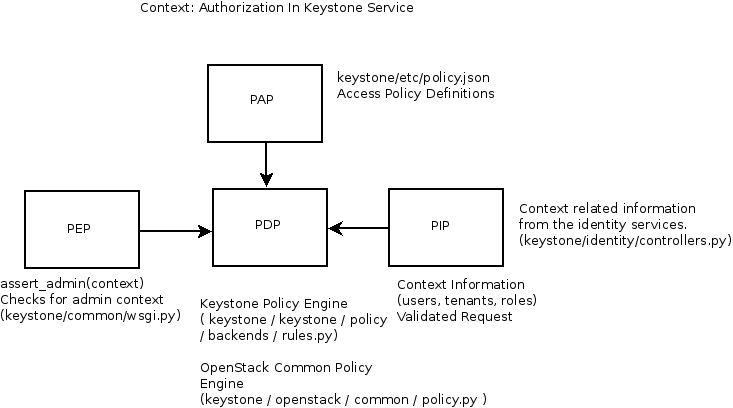 Context: Authorization In Keystone Service
PAP
keystone/etc/policy.json
Access Policy Definitions
PEP
PDP
PIP
Context related information
from the identity services.
(keystone/identity/controllers.py)
assert_admin(context)
Checks for admin context
(keystone/common/wsgi.py)
Keystone Policy Engine
( keystone / keystone / policy
/ backends / rules.py)
OpenStack Common Policy
Engine
(keystone / openstack / common / policy.py )
Context Information
(users, tenants, roles)
Validated Request